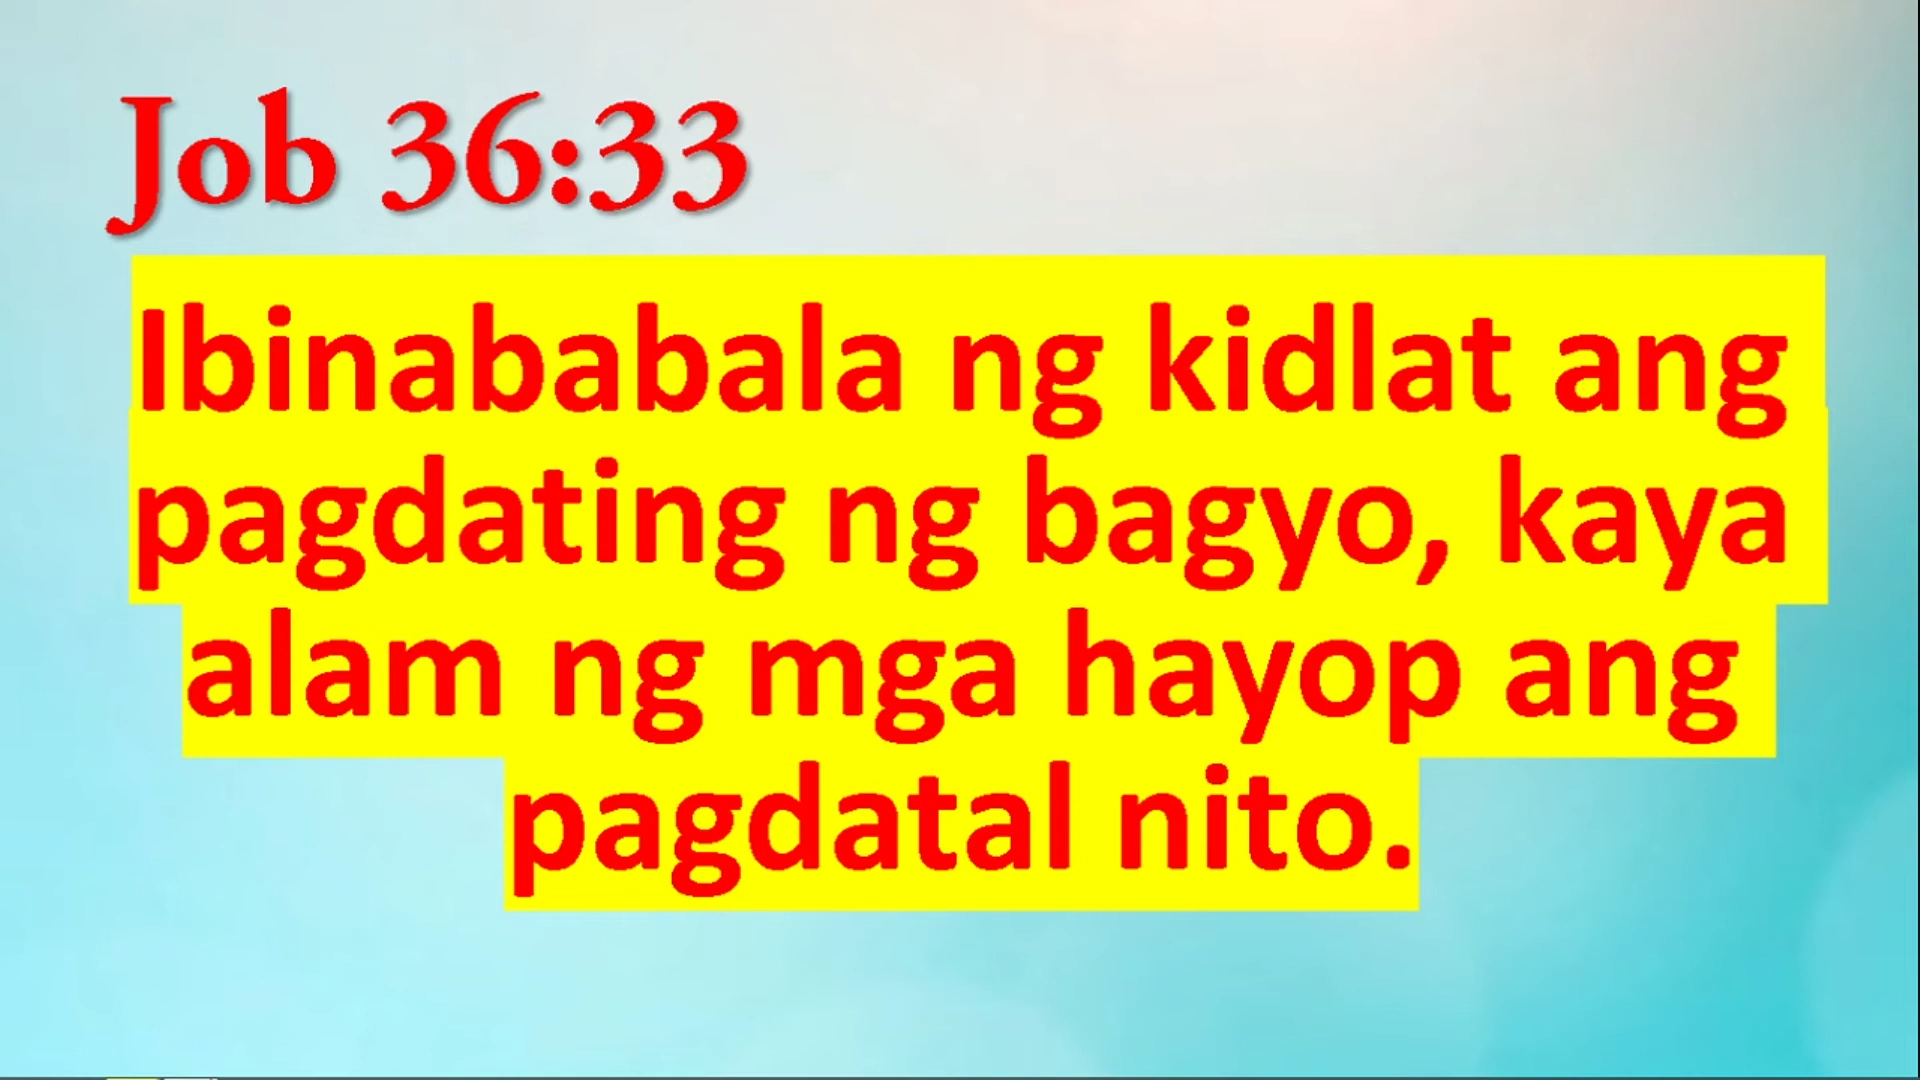 Job 36:33
Ibinababala ng kidlat ang
pagdating ng bagyo, kaya
alam ng mga hayop ang
pagdatal nito.